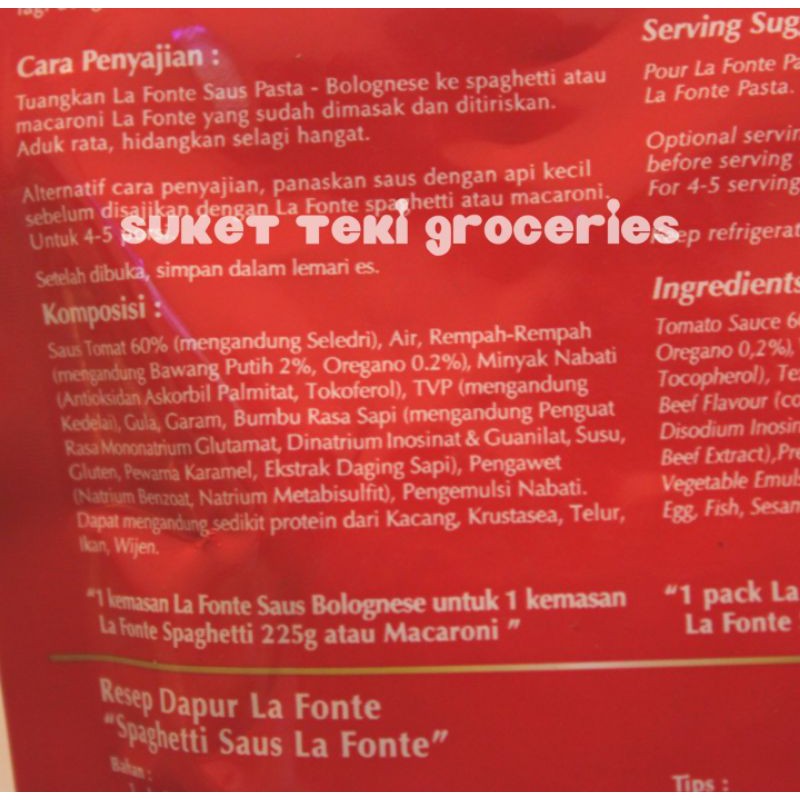 Cara Penyajian :
Tuangkan La Fonte Saus Pasta - Bolognese ke spaghetti atau
macaroni La Fonte yang sudah dimasak dan ditiriskan.
Aduk rata, hidangkan selagi hangat.
Alternatif cara penyajian, panaskan saus dengan api kecil
sebelum disajikan dengan La Fonte spaghetti atau macaroni.
Untuk 4-5
SUKET TEKI GROCERIES
Setelah dibuka, simpan dalam lemari es.
Komposisi :
Saus Tomat 60% (mengandung Seledri), Air, Rempah-Rempah
(mengandung Bawang Putih 2%, Oregano 0.2%), Minyak Nabati
(Antioksidan Askorbil Palmitat, Tokoferol), TVP (mengandung
Kedelai), Gula, Garam, Bumbu Rasa Sapi (mengandung Penguat
Rasa Mononatrium Glutamat, Dinatrium Inosinat & Guanilat, Susu,
Gluten, Pewarna Karamel, Ekstrak Daging Sapi), Pengawet
(Natrium Benzoat, Natrium Metabisulfit), Pengemulsi Nabati.
Dapat mengandung sedikit protein dari Kacang, Krustasea, Telur,
Ikan, Wijen.
"1 kemasan La Fonte Saus Bolognese untuk 1 kemasan
La Fonte Spaghetti 225g atau Macaroni "
Resep Dapur La Fonte
"Spaghetti Saus La Fonte"
Bahan :
Serving Sug
Pour La Fonte Pa
La Fonte Pasta.
Optional servin
before serving
For 4-5 serving
refrigerat
Ingredients
Tomato Sauce 6
Oregano 0,2%),
Tocopherol), Te
Beef Flavour (co
Disodium Inosin
Beef Extract),Pre
Vegetable Emuls
Egg, Fish, Sesam
"1 pack La
La Fonte
Tips :